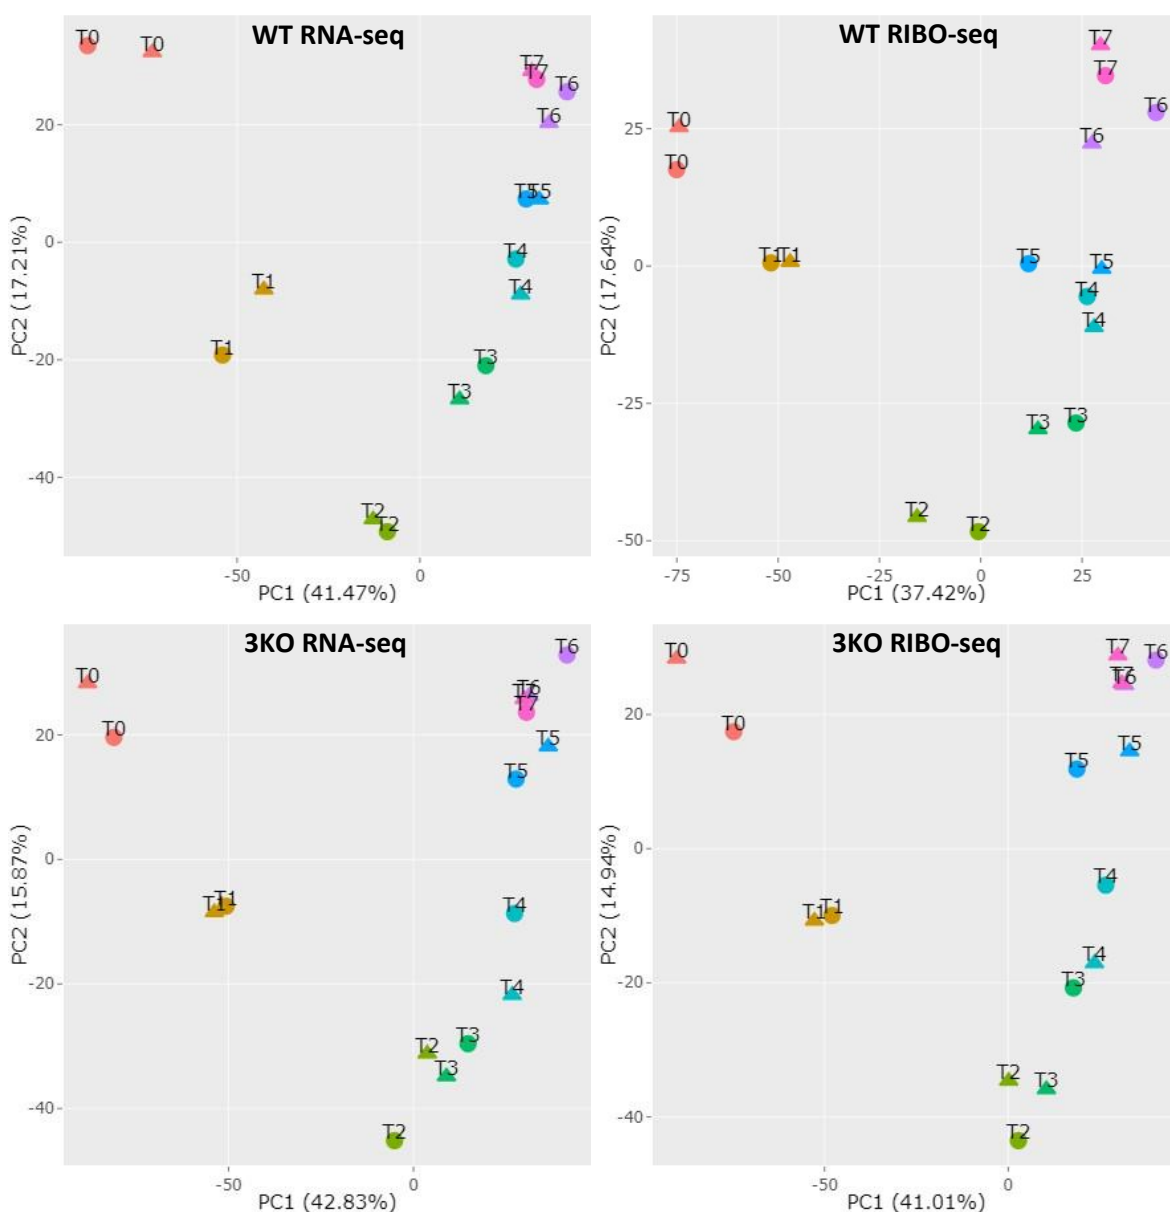 WT RNA-seq
T0
T0
T7
T7
T6
T6
T5
T5
T4
T4
T1
T1
T3
T3
T2
T2
20
0
-20
-40
-50
0
PC2 (17.21%)
PC1 (41.47%)
WT RIBO-seq
T7
T7
T6
T6
T0
T0
T1
T1
T5
T5
T4
T4
T3
T3
T2
T2
25
0
-25
-50
-75
-50
-25
0
25
PC2 (17.64%)
PC1 (37.42%)
3KO RNA-seq
T6
T0
T7
T6
T7
T0
T5
T5
T1
T1
T4
T4
T2
T3
T3
T2
20
0
-20
-40
-50
0
PC2 (15.87%)
PC1 (42.83%)
3KO RIBO-seq
T0
T7
T6
T7
T6
T0
T5
T5
T4
T1
T1
T4
T3
T2
T3
T2
20
0
-20
-40
-50
0
PC2 (14.94%)
PC1 (41.01%)